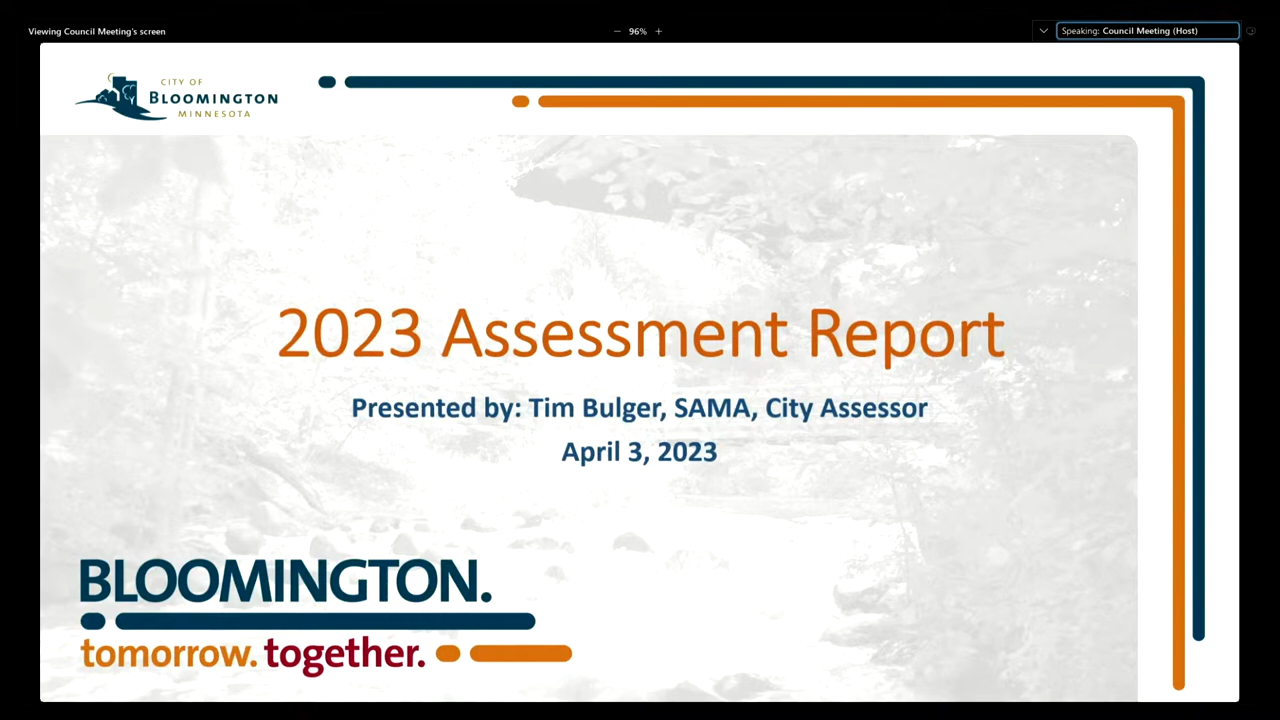 Viewing Council Meeting's screen
− 96% +
Speaking: Council Meeting (Host)
CITY OF
BLOOMINGTON
MINNESOTA
2023 Assessment Report
Presented by: Tim Bulger, SAMA, City Assessor
April 3, 2023
BLOOMINGTON.
tomorrow. together.